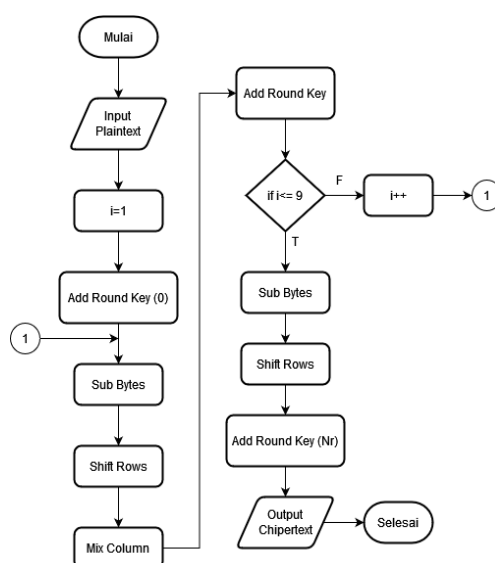 Mulai
Input
Plaintext
i=1
Add Round Key (0)
1
Sub Bytes
Shift Rows
Mix Column
Add Round Key
if i<= 9
F
i++
1
T
Sub Bytes
Shift Rows
Add Round Key (Nr)
Output
Chipertext
Selesai